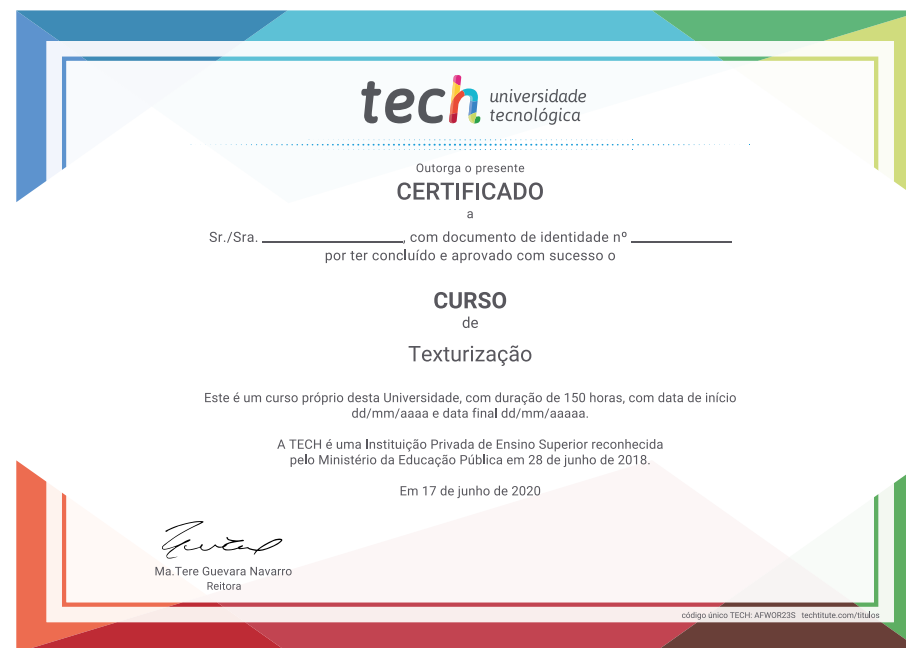 tech universidade
tecnológica
Outorga o presente
CERTIFICADO
a
Sr./Sra. ____________, com documento de identidade nº ____________
por ter concluído e aprovado com sucesso o
CURSO
de
Texturização
Este é um curso próprio desta Universidade, com duração de 150 horas, com data de início
dd/mm/aaaa e data final dd/mm/aaaaa.
A TECH é uma Instituição Privada de Ensino Superior reconhecida
pelo Ministério da Educação Pública em 28 de junho de 2018.
Em 17 de junho de 2020
Ma.Tere Guevara Navarro
Reitora
código único TECH: AFWOR23S techtitute.com/titulos